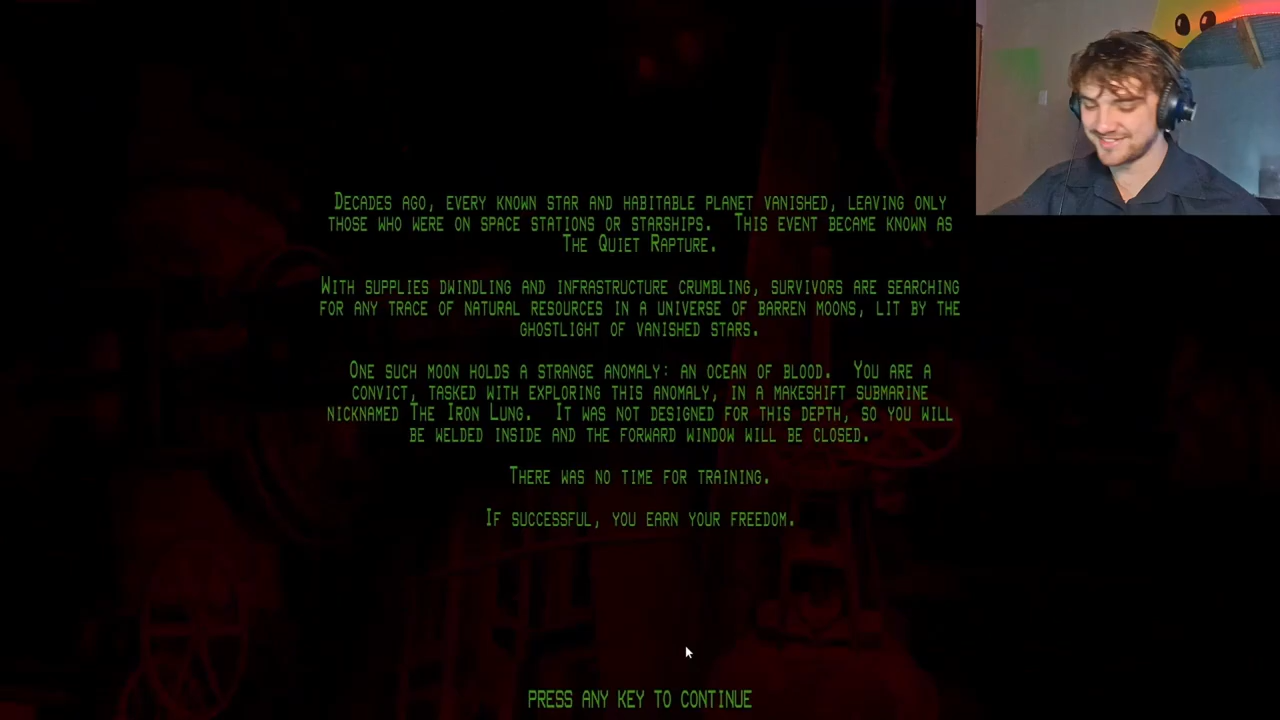 Decades ago, every known star and habitable planet vanished, leaving only
those who were on space stations or starships.  This event became known as
The Quiet Rapture.
With supplies dwindling and infrastructure crumbling, survivors are searching
for any trace of natural resources in a universe of barren moons, lit by the
ghostlight of vanished stars.
One such moon holds a strange anomaly: an ocean of blood.  You are a
convict, tasked with exploring this anomaly, in a makeshift submarine
nicknamed The Iron Lung.  It was not designed for this depth, so you will
be welded inside and the forward window will be closed.
There was no time for training.
If successful, you earn your freedom.
PRESS ANY KEY TO CONTINUE